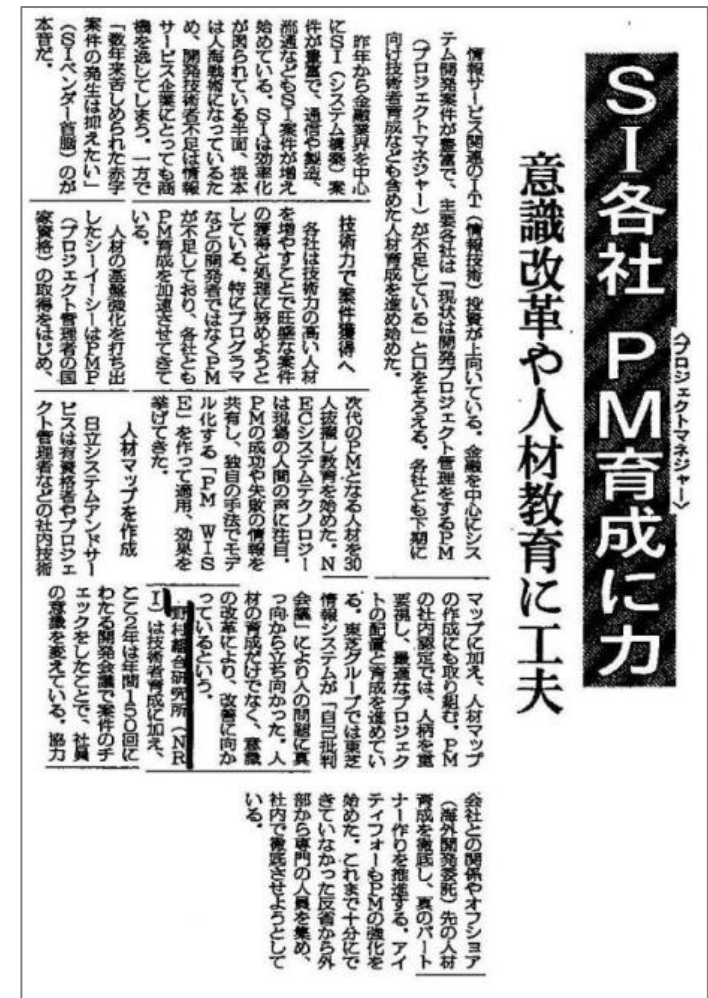 SI各社 PM育成に力
〈プロジェクトマネジャー〉
意識改革や人材教育に工夫
情報サービス関連のIT（情報技術）投資が上向いている。金融を中心にシス
テム開発案件が豊富で、主要各社は「現状は開発プロジェクト管理をするPM
（プロジェクトマネジャー）が不足している」と口をそろえる。各社とも下期に
向け技術者育成なども含めた人材育成を進め始めた。
昨年から金融業界を中心
にSI（システム構築）案
件が豊富で、通信や製造、
流通などもSI案件が増え
始めている。SIは効率化
が図られている半面、根本
は人海戦術になっているた
め、開発技術者不足は情報
サービス企業にとっても商
機を逸してしまう。一方で
「数年来苦しめられた赤字
案件の発生は抑えたい」
（SIベンダー首脳）のが
本音だ。
技術力で案件獲得へ
各社は技術力の高い人材
を増やすことで旺盛な案件
の獲得と処理に努めようと
している。特にプログラマ
などの開発者ではなくPM
が不足しており、各社とも
PM育成を加速させてきて
いる。
人材の基盤強化を打ち出
したシーイーシーはPMP
（プロジェクト管理者の国
家資格）の取得をはじめ、
次代のPMとなる人材を30
人抜擢し教育を始めた。N
ECシステムテクノロジー
は現場の人間の声に注目。
PMの成功や失敗の情報を
共有し、独自の手法でモデ
ル化する「PM WIS
E」を作って適用、効果を
挙げてきた。
人材マップを作成
日立システムアンドサー
ビスは有資格者やプロジェ
クト管理者などの社内技術
マップに加え、人材マップ
の作成にも取り組む。PM
の社内認定では、人柄を重
要視し、最適なプロジェク
トの配置と育成を進めてい
る。東芝グループでは東芝
情報システムが「自己批判
会議」により人の問題に真
っ向から立ち向かった。人
材の育成だけでなく、意識
の改革により、改善に向か
っているという。
野村総合研究所（NR
I）は技術者育成に加え、
ここ2年は年間150回に
わたる開発会議で案件のチ
ェックをしたことで、社員
の意識を変えている。協力
会社との関係やオフショア
（海外開発委託）先の人材
育成を徹底し、真のパート
ナー作りを推進する。アイ
ティフォーもPMの強化を
始めた。これまで十分にで
きていなかった反省から外
部から専門の人員を集め、
社内で徹底させようとして
いる。